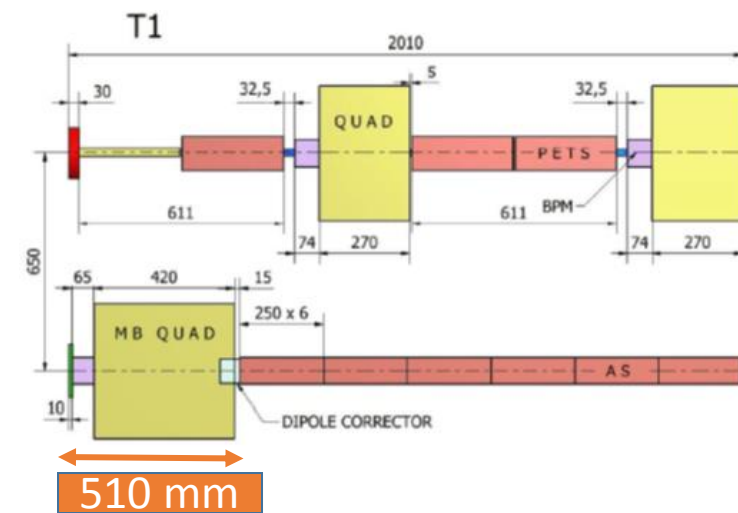 T1
2010
30
32,5
5
32,5
QUAD
PETS
BPM
611
611
74
270
74
270
650
65
420
15
250 x 6
MB QUAD
AS
10
DIPOLE CORRECTOR
510 mm